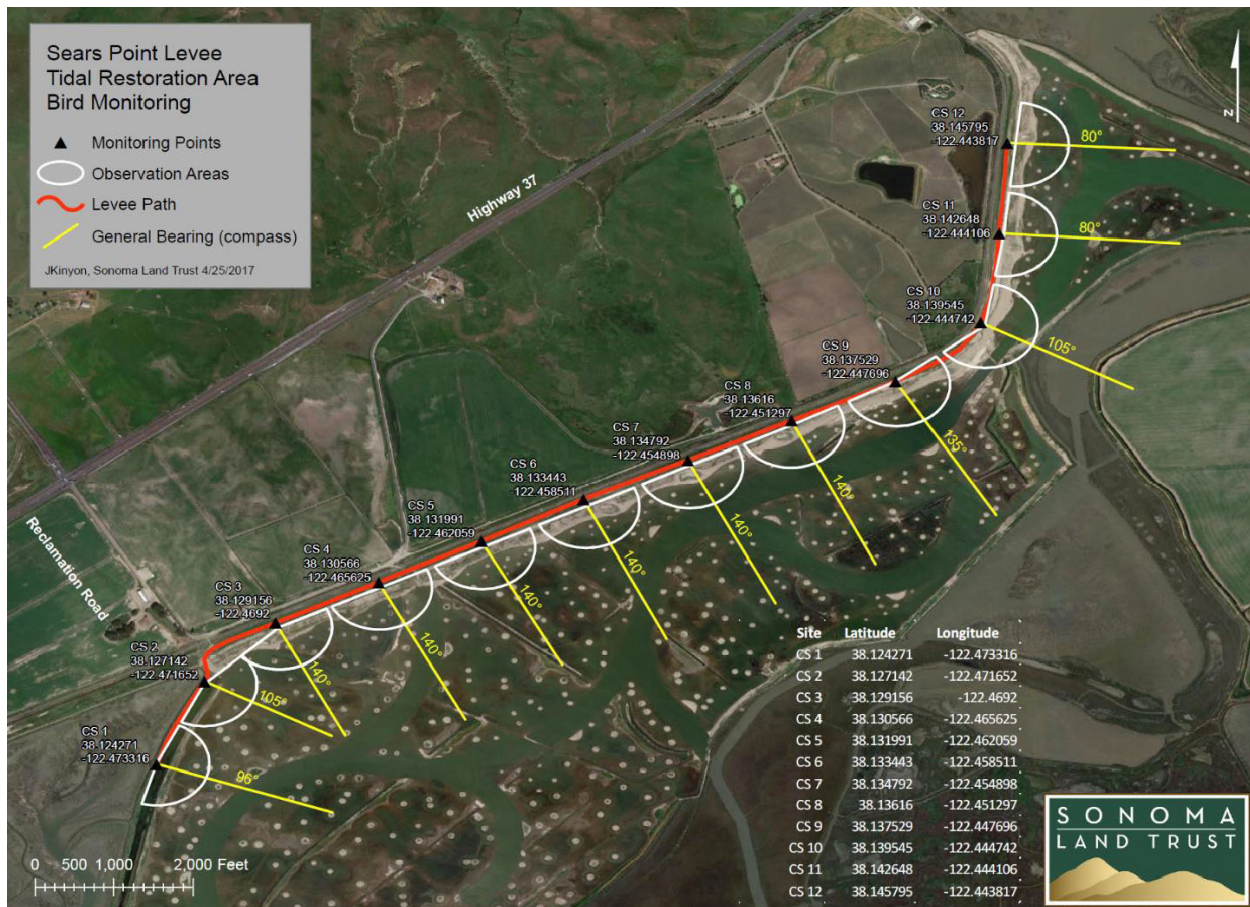 Sears Point Levee
Tidal Restoration Area
Bird Monitoring
Monitoring Points
Observation Areas
Levee Path
General Bearing (compass)
JKinyon, Sonoma Land Trust 4/25/2017
Highway 37
Reclamation Road
N
CS 12
38.145795
-122.443817
80°
CS 11
38.142648
-122.444106
80°
CS 10
38.139545
-122.444742
105°
CS 9
38.137529
-122.447696
135°
CS 8
38.13616
-122.451297
140°
CS 7
38.134792
-122.454898
140°
CS 6
38.133443
-122.458511
140°
CS 5
38.131991
-122.462059
140°
CS 4
38.130566
-122.465625
140°
CS 3
38.129156
-122.4692
140°
CS 2
38.127142
-122.471652
105°
CS 1
38.124271
-122.473316
96°
0 500 1,000 2,000 Feet
Site Latitude Longitude
CS 1 38.124271 -122.473316
CS 2 38.127142 -122.471652
CS 3 38.129156 -122.4692
CS 4 38.130566 -122.465625
CS 5 38.131991 -122.462059
CS 6 38.133443 -122.458511
CS 7 38.134792 -122.454898
CS 8 38.13616 -122.451297
CS 9 38.137529 -122.447696
CS 10 38.139545 -122.444742
CS 11 38.142648 -122.444106
CS 12 38.145795 -122.443817
SONOMA
LAND TRUST